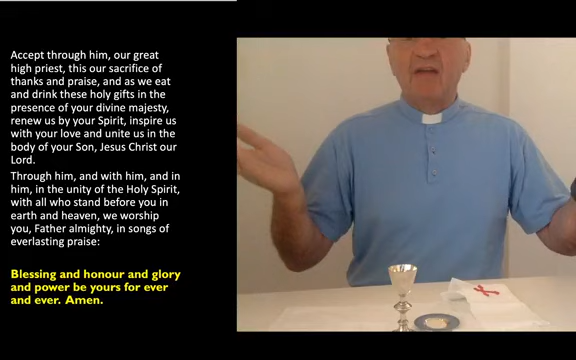 Accept through him, our great
high priest, this our sacrifice of
thanks and praise, and as we eat
and drink these holy gifts in the
presence of your divine majesty,
renew us by your Spirit, inspire us
with your love and unite us in the
body of your Son, Jesus Christ our
Lord.
Through him, and with him, and in
him, in the unity of the Holy Spirit,
with all who stand before you in
earth and heaven, we worship
you, Father almighty, in songs of
everlasting praise:
Blessing and honour and glory
and power be yours for ever
and ever. Amen.